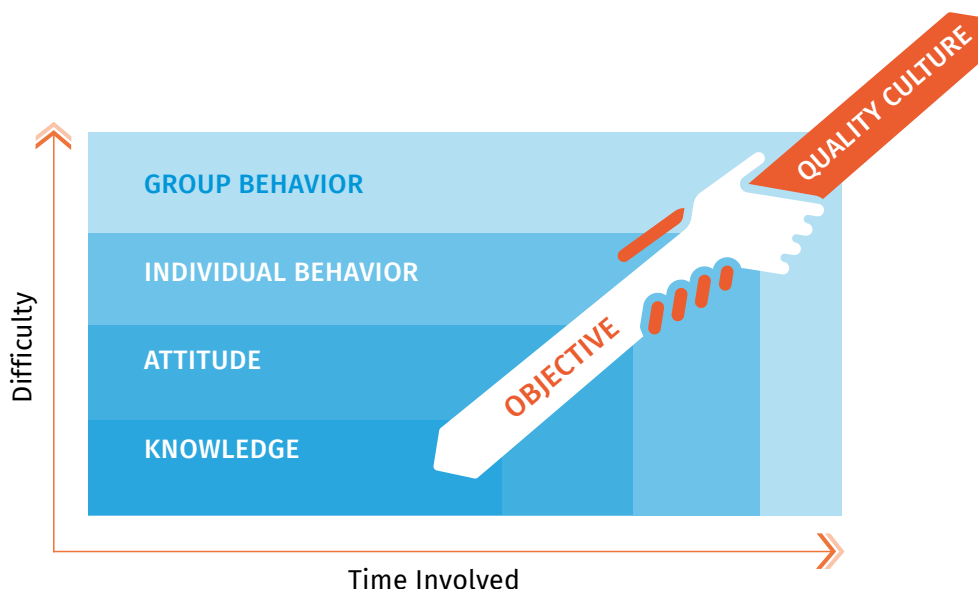 QUALITY CULTURE
GROUP BEHAVIOR
INDIVIDUAL BEHAVIOR
ATTITUDE
OBJECTIVE
KNOWLEDGE
Difficulty
Time Involved